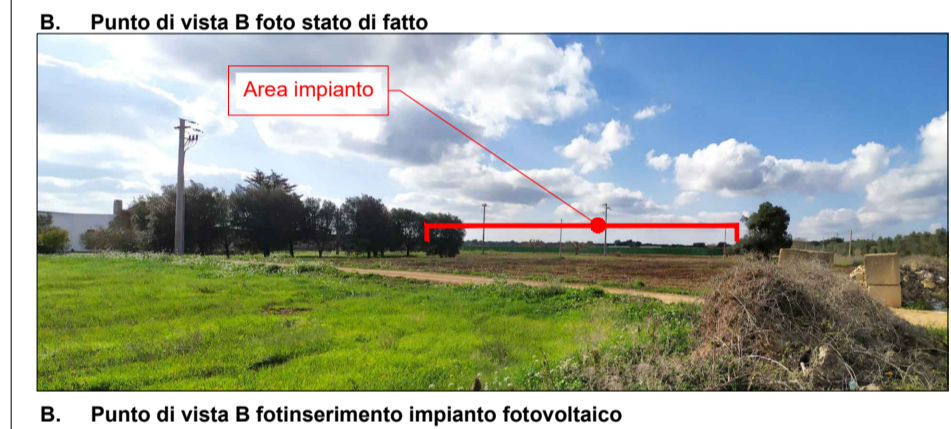 B. Punto di vista B foto stato di fatto
Area impianto
B. Punto di vista B fotinserimento impianto fotovoltaico